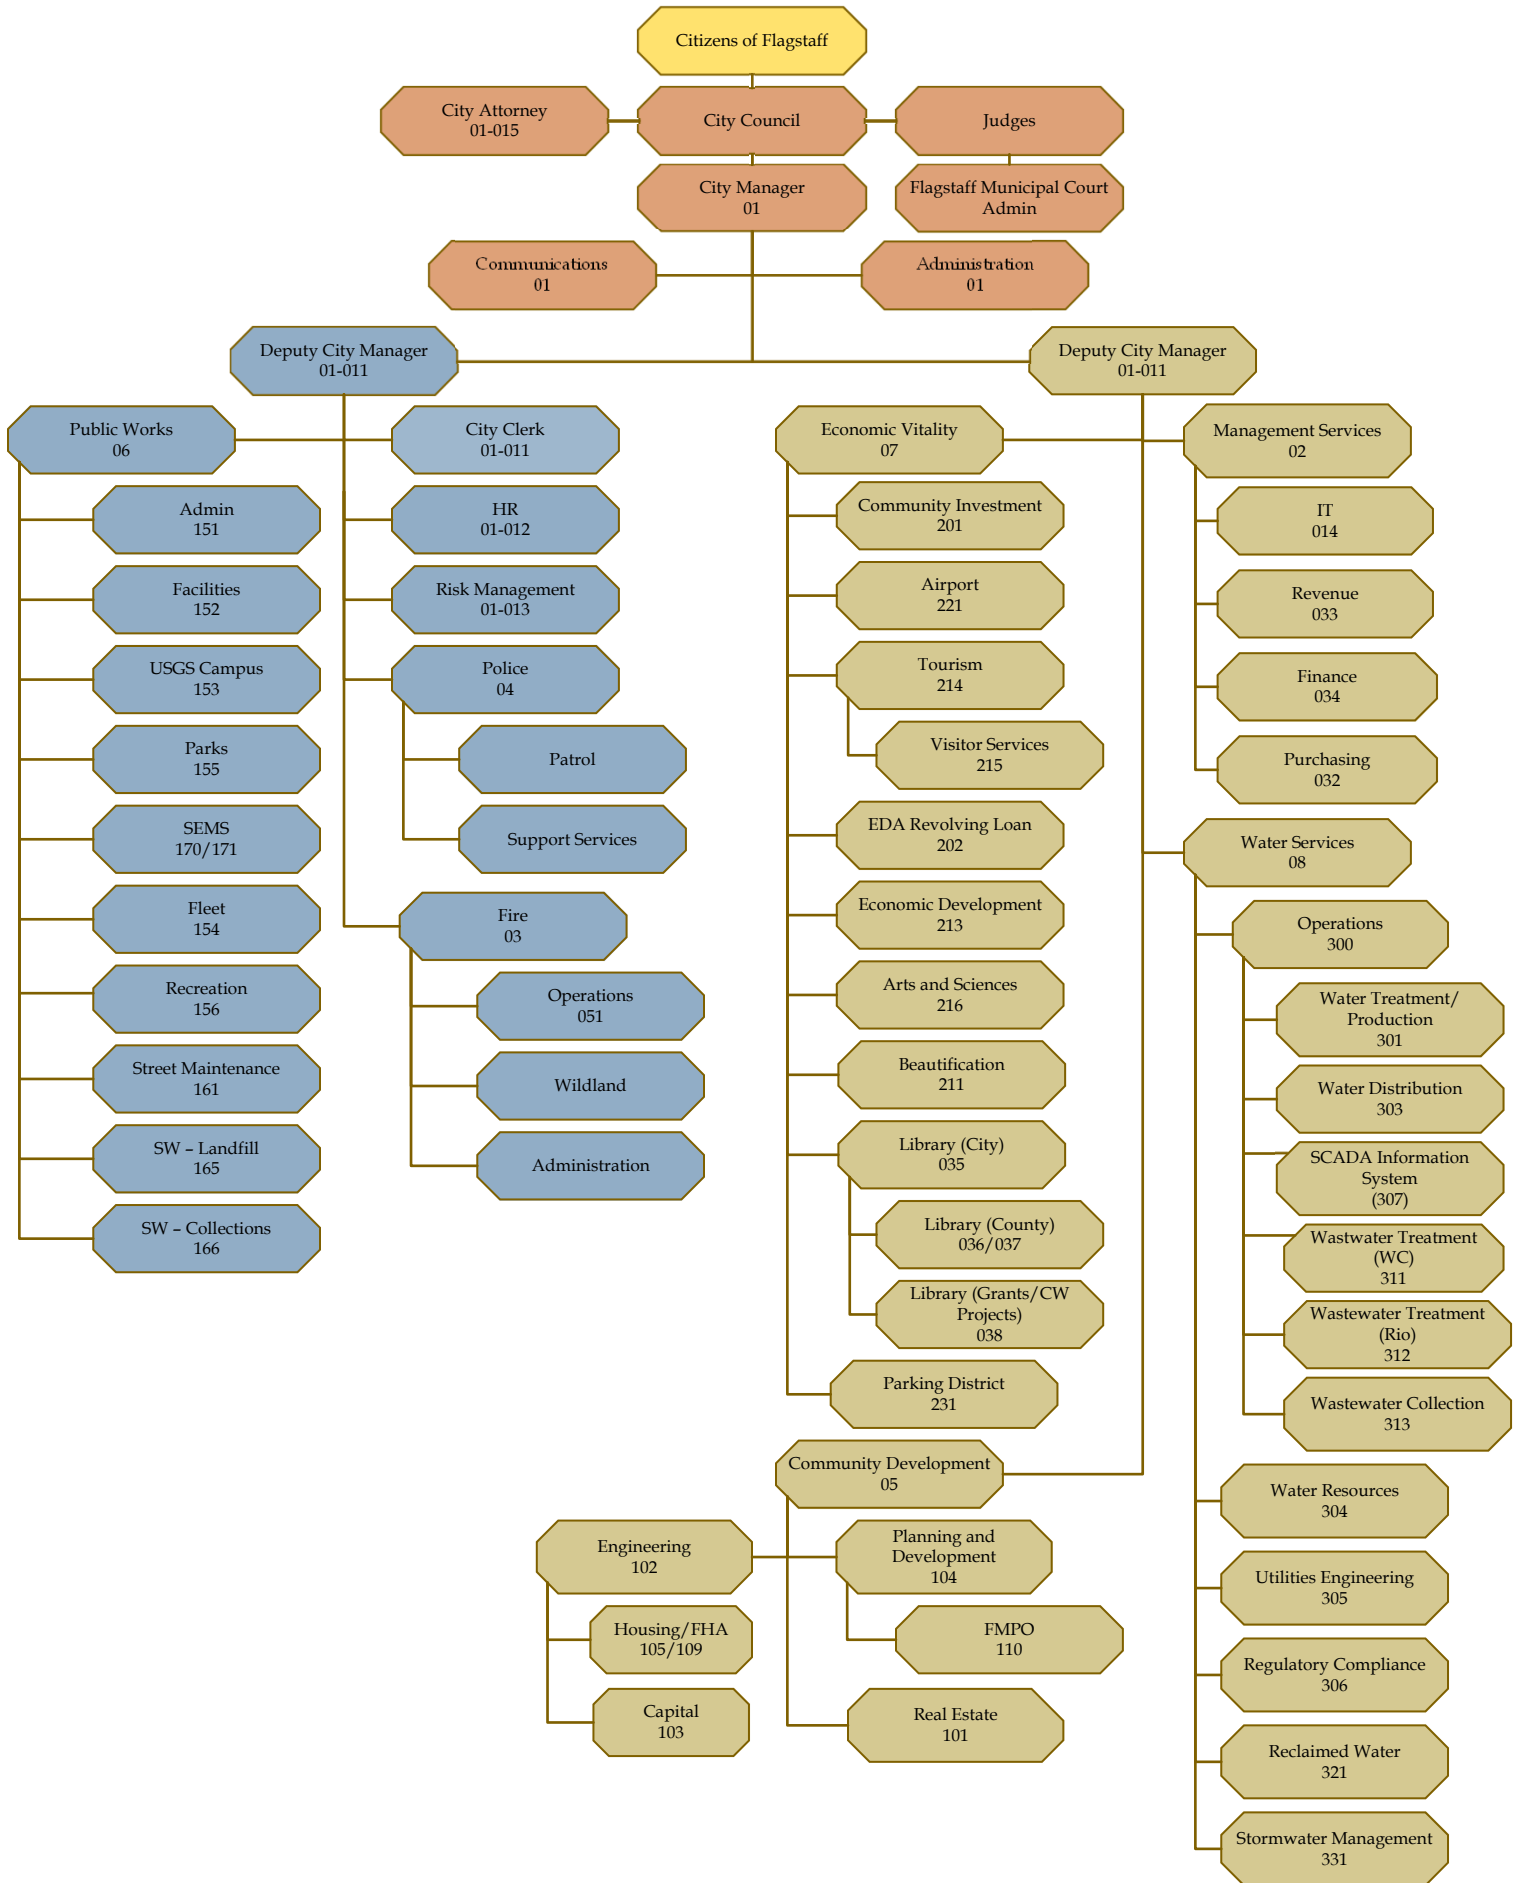 Citizens of Flagstaff
City Attorney
01-015
City Council
Judges
City Manager
01
Flagstaff Municipal Court
Admin
Communications
01
Administration
01
Deputy City Manager
01-011
Deputy City Manager
01-011
Public Works
06
Admin
151
Facilities
152
USGS Campus
153
Parks
155
SEMS
170/171
Fleet
154
Recreation
156
Street Maintenance
161
SW – Landfill
165
SW – Collections
166
City Clerk
01-011
HR
01-012
Risk Management
01-013
Police
04
Patrol
Support Services
Fire
03
Operations
051
Wildland
Administration
Economic Vitality
07
Community Investment
201
Airport
221
Tourism
214
Visitor Services
215
EDA Revolving Loan
202
Economic Development
213
Arts and Sciences
216
Beautification
211
Library (City)
035
Library (County)
036/037
Library (Grants/CW
Projects)
038
Parking District
231
Community Development
05
Engineering
102
Housing/FHA
105/109
Capital
103
Planning and
Development
104
FMPO
110
Real Estate
101
Management Services
02
IT
014
Revenue
033
Finance
034
Purchasing
032
Water Services
08
Operations
300
Water Treatment/
Production
301
Water Distribution
303
SCADA Information
System
(307)
Wastwater Treatment
(WC)
311
Wastewater Treatment
(Rio)
312
Wastewater Collection
313
Water Resources
304
Utilities Engineering
305
Regulatory Compliance
306
Reclaimed Water
321
Stormwater Management
331